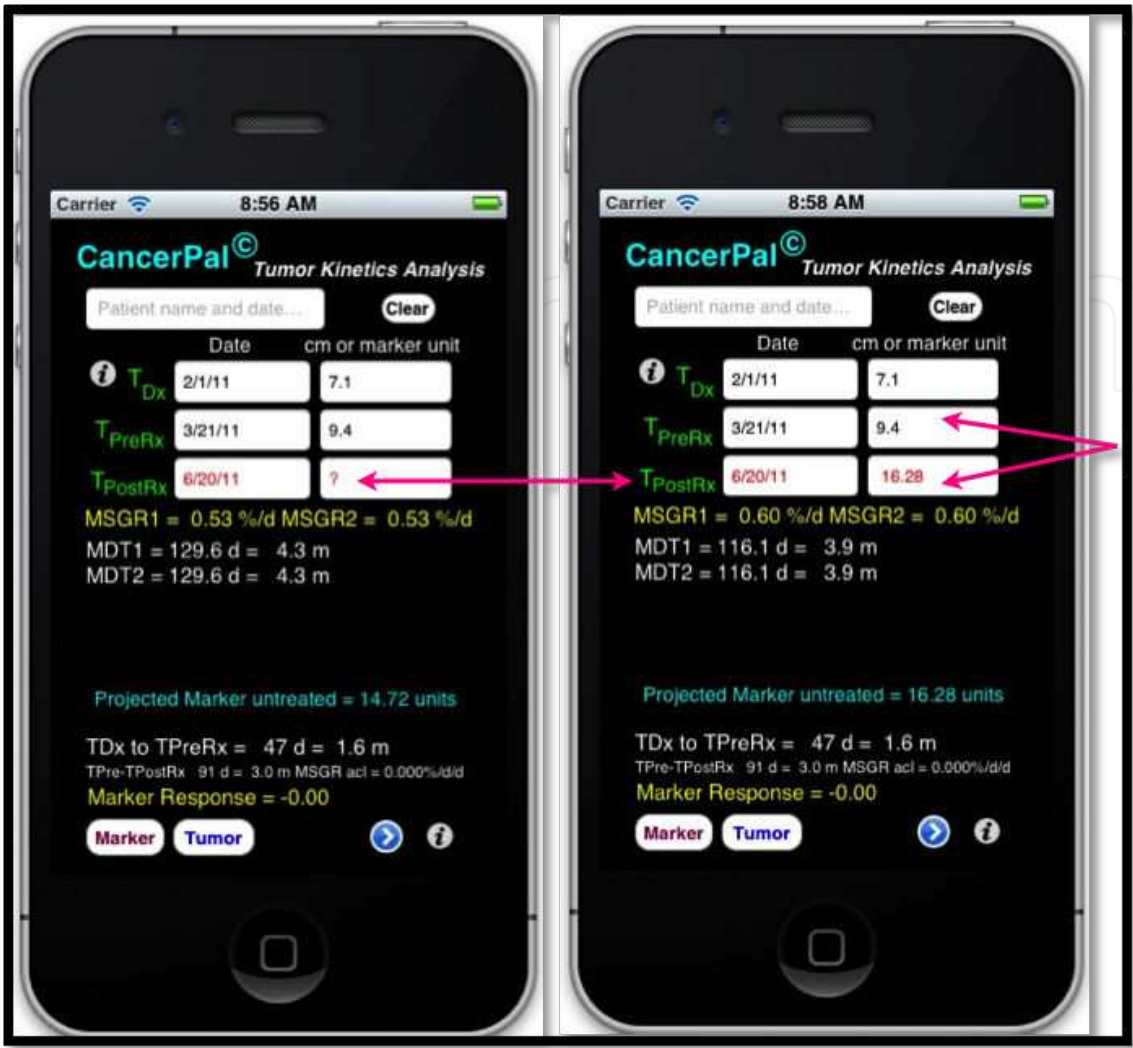 Carrier 8:56 AM
CancerPal© Tumor Kinetics Analysis
Patient name and date... Clear
Date cm or marker unit
i TDx 2/1/11 7.1
TPreRx 3/21/11 9.4
TPostRx 6/20/11 ?
MSGR1 = 0.53 %/d MSGR2 = 0.53 %/d
MDT1 = 129.6 d = 4.3 m
MDT2 = 129.6 d = 4.3 m
Projected Marker untreated = 14.72 units
TDx to TPreRx = 47 d = 1.6 m
TPre-TPostRx 91 d = 3.0 m MSGR acl = 0.000%/d/d
Marker Response = -0.00
Marker Tumor i
Carrier 8:58 AM
CancerPal© Tumor Kinetics Analysis
Patient name and date... Clear
Date cm or marker unit
i TDx 2/1/11 7.1
TPreRx 3/21/11 9.4
TPostRx 6/20/11 16.28
MSGR1 = 0.60 %/d MSGR2 = 0.60 %/d
MDT1 = 116.1 d = 3.9 m
MDT2 = 116.1 d = 3.9 m
Projected Marker untreated = 16.28 units
TDx to TPreRx = 47 d = 1.6 m
TPre-TPostRx 91 d = 3.0 m MSGR acl = 0.000%/d/d
Marker Response = -0.00
Marker Tumor i